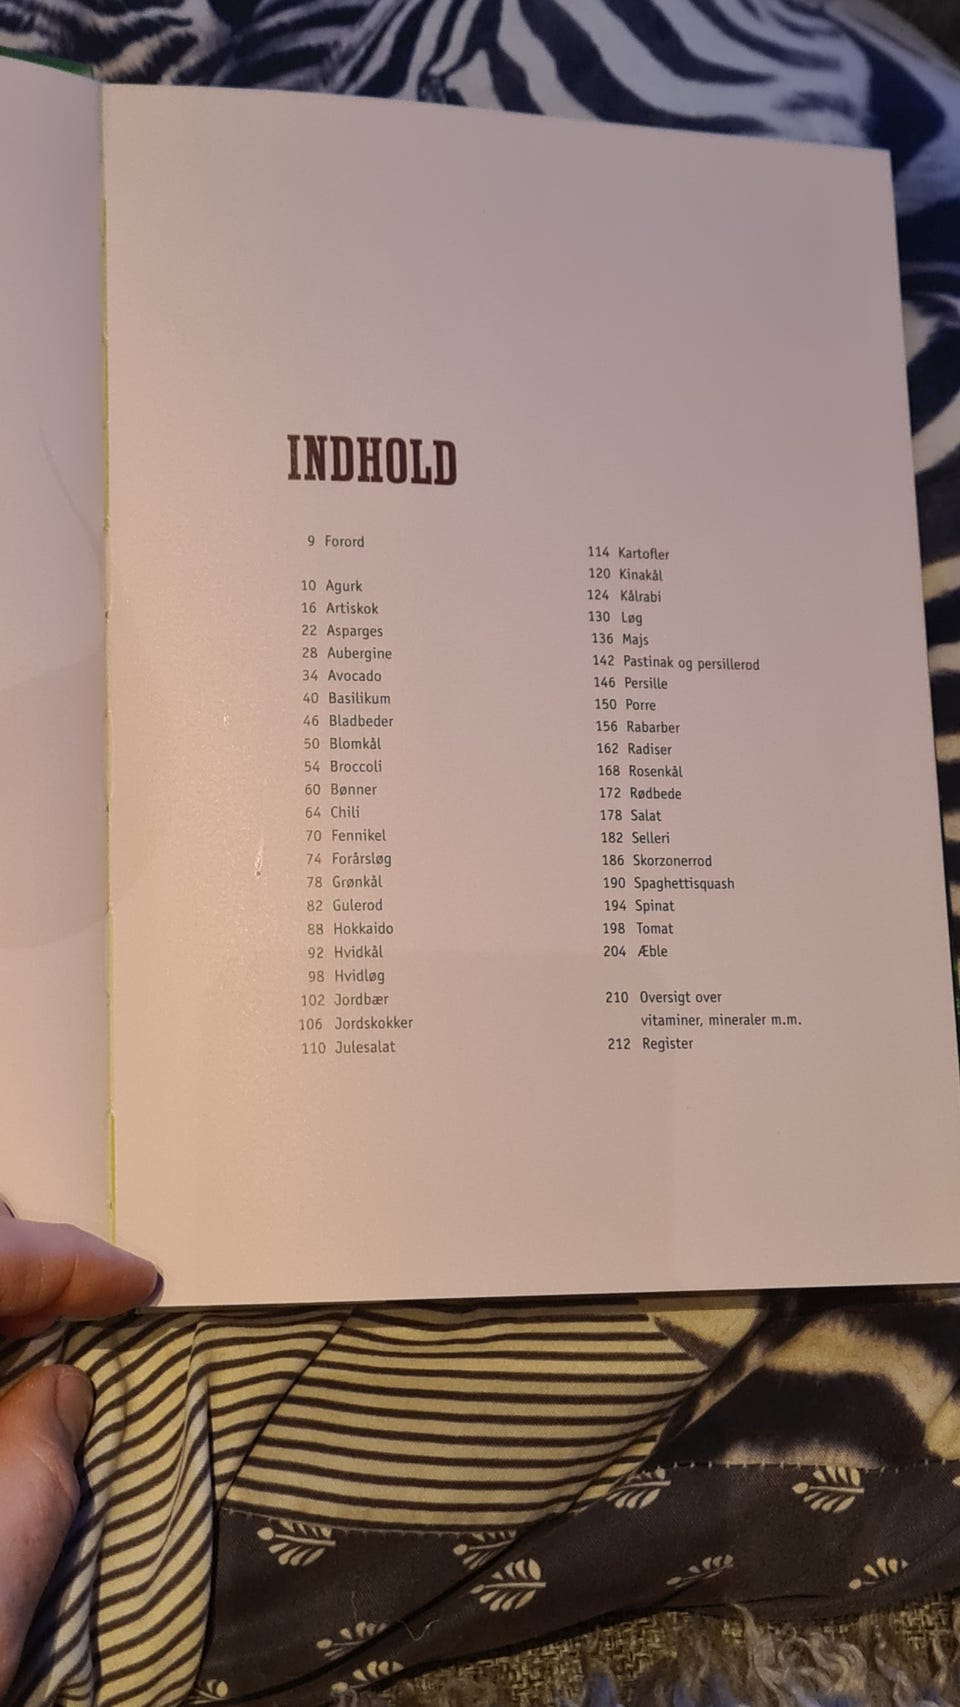 INDHOLD
9 Forord
10 Agurk
16 Artiskok
22 Asparges
28 Aubergine
34 Avocado
40 Basilikum
46 Bladbeder
50 Blomkål
54 Broccoli
60 Bønner
64 Chili
70 Fennikel
74 Forårsløg
78 Grønkål
82 Gulerod
88 Hokkaido
92 Hvidkål
98 Hvidløg
102 Jordbær
106 Jordskokker
110 Julesalat
114 Kartofler
120 Kinakål
124 Kålrabi
130 Løg
136 Majs
142 Pastinak og persillerod
146 Persille
150 Porre
156 Rabarber
162 Radiser
168 Rosenkål
172 Rødbede
178 Salat
182 Selleri
186 Skorzonerrod
190 Spaghettisquash
194 Spinat
198 Tomat
204 Æble
210 Oversigt over
vitaminer, mineraler m.m.
212 Register